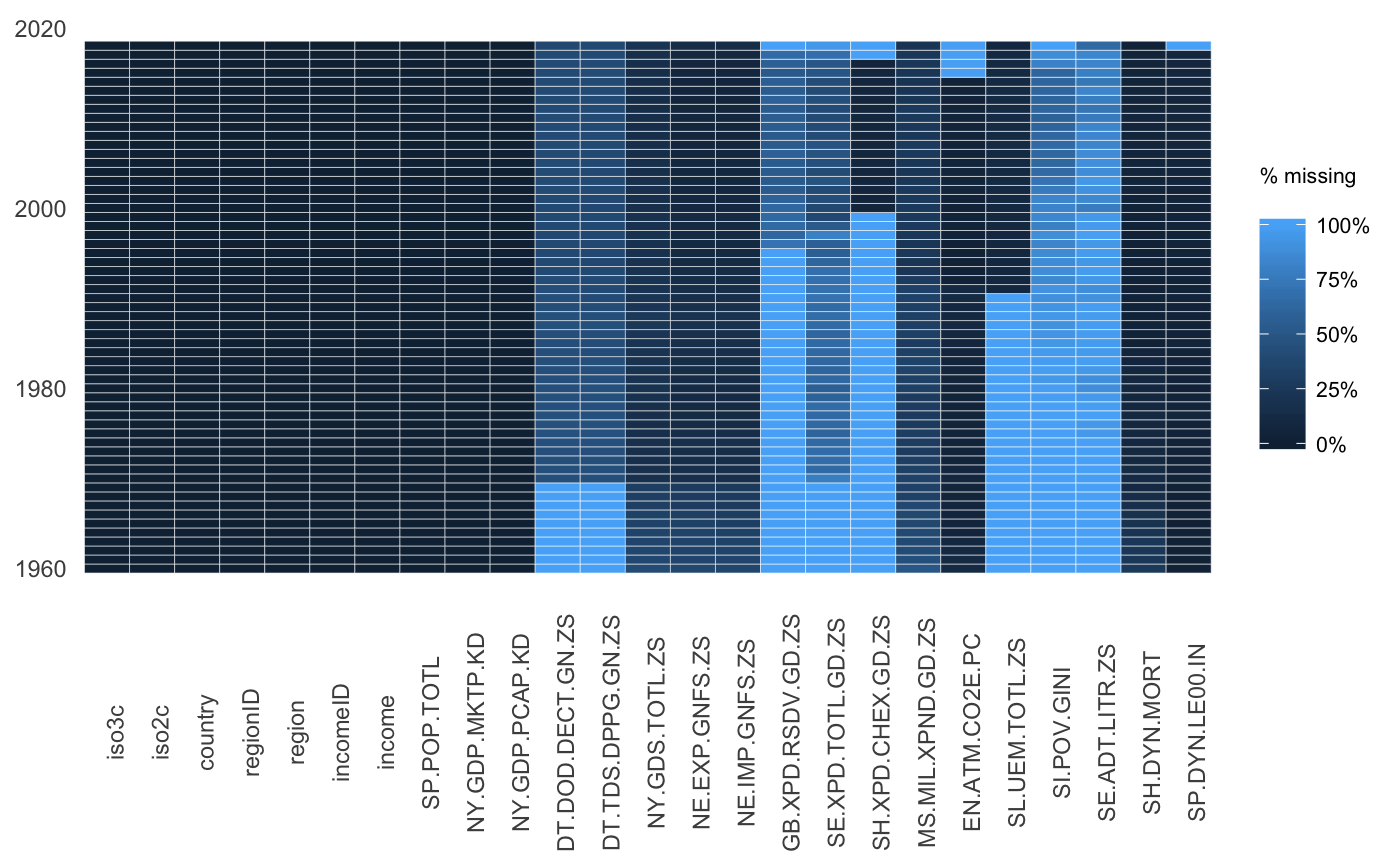 2020
2000
1980
1960
% missing
100%
75%
50%
25%
0%
iso3c
iso2c
country
regionID
region
incomeID
income
SP.POP.TOTL
NY.GDP.MKTP.KD
NY.GDP.PCAP.KD
DT.DOD.DECT.GN.ZS
DT.TDS.DPPG.GN.ZS
NY.GDS.TOTL.ZS
NE.EXP.GNFS.ZS
NE.IMP.GNFS.ZS
GB.XPD.RSDV.GD.ZS
SE.XPD.TOTL.GD.ZS
SH.XPD.CHEX.GD.ZS
MS.MIL.XPND.GD.ZS
EN.ATM.CO2E.PC
SL.UEM.TOTL.ZS
SI.POV.GINI
SE.ADT.LITR.ZS
SH.DYN.MORT
SP.DYN.LE00.IN